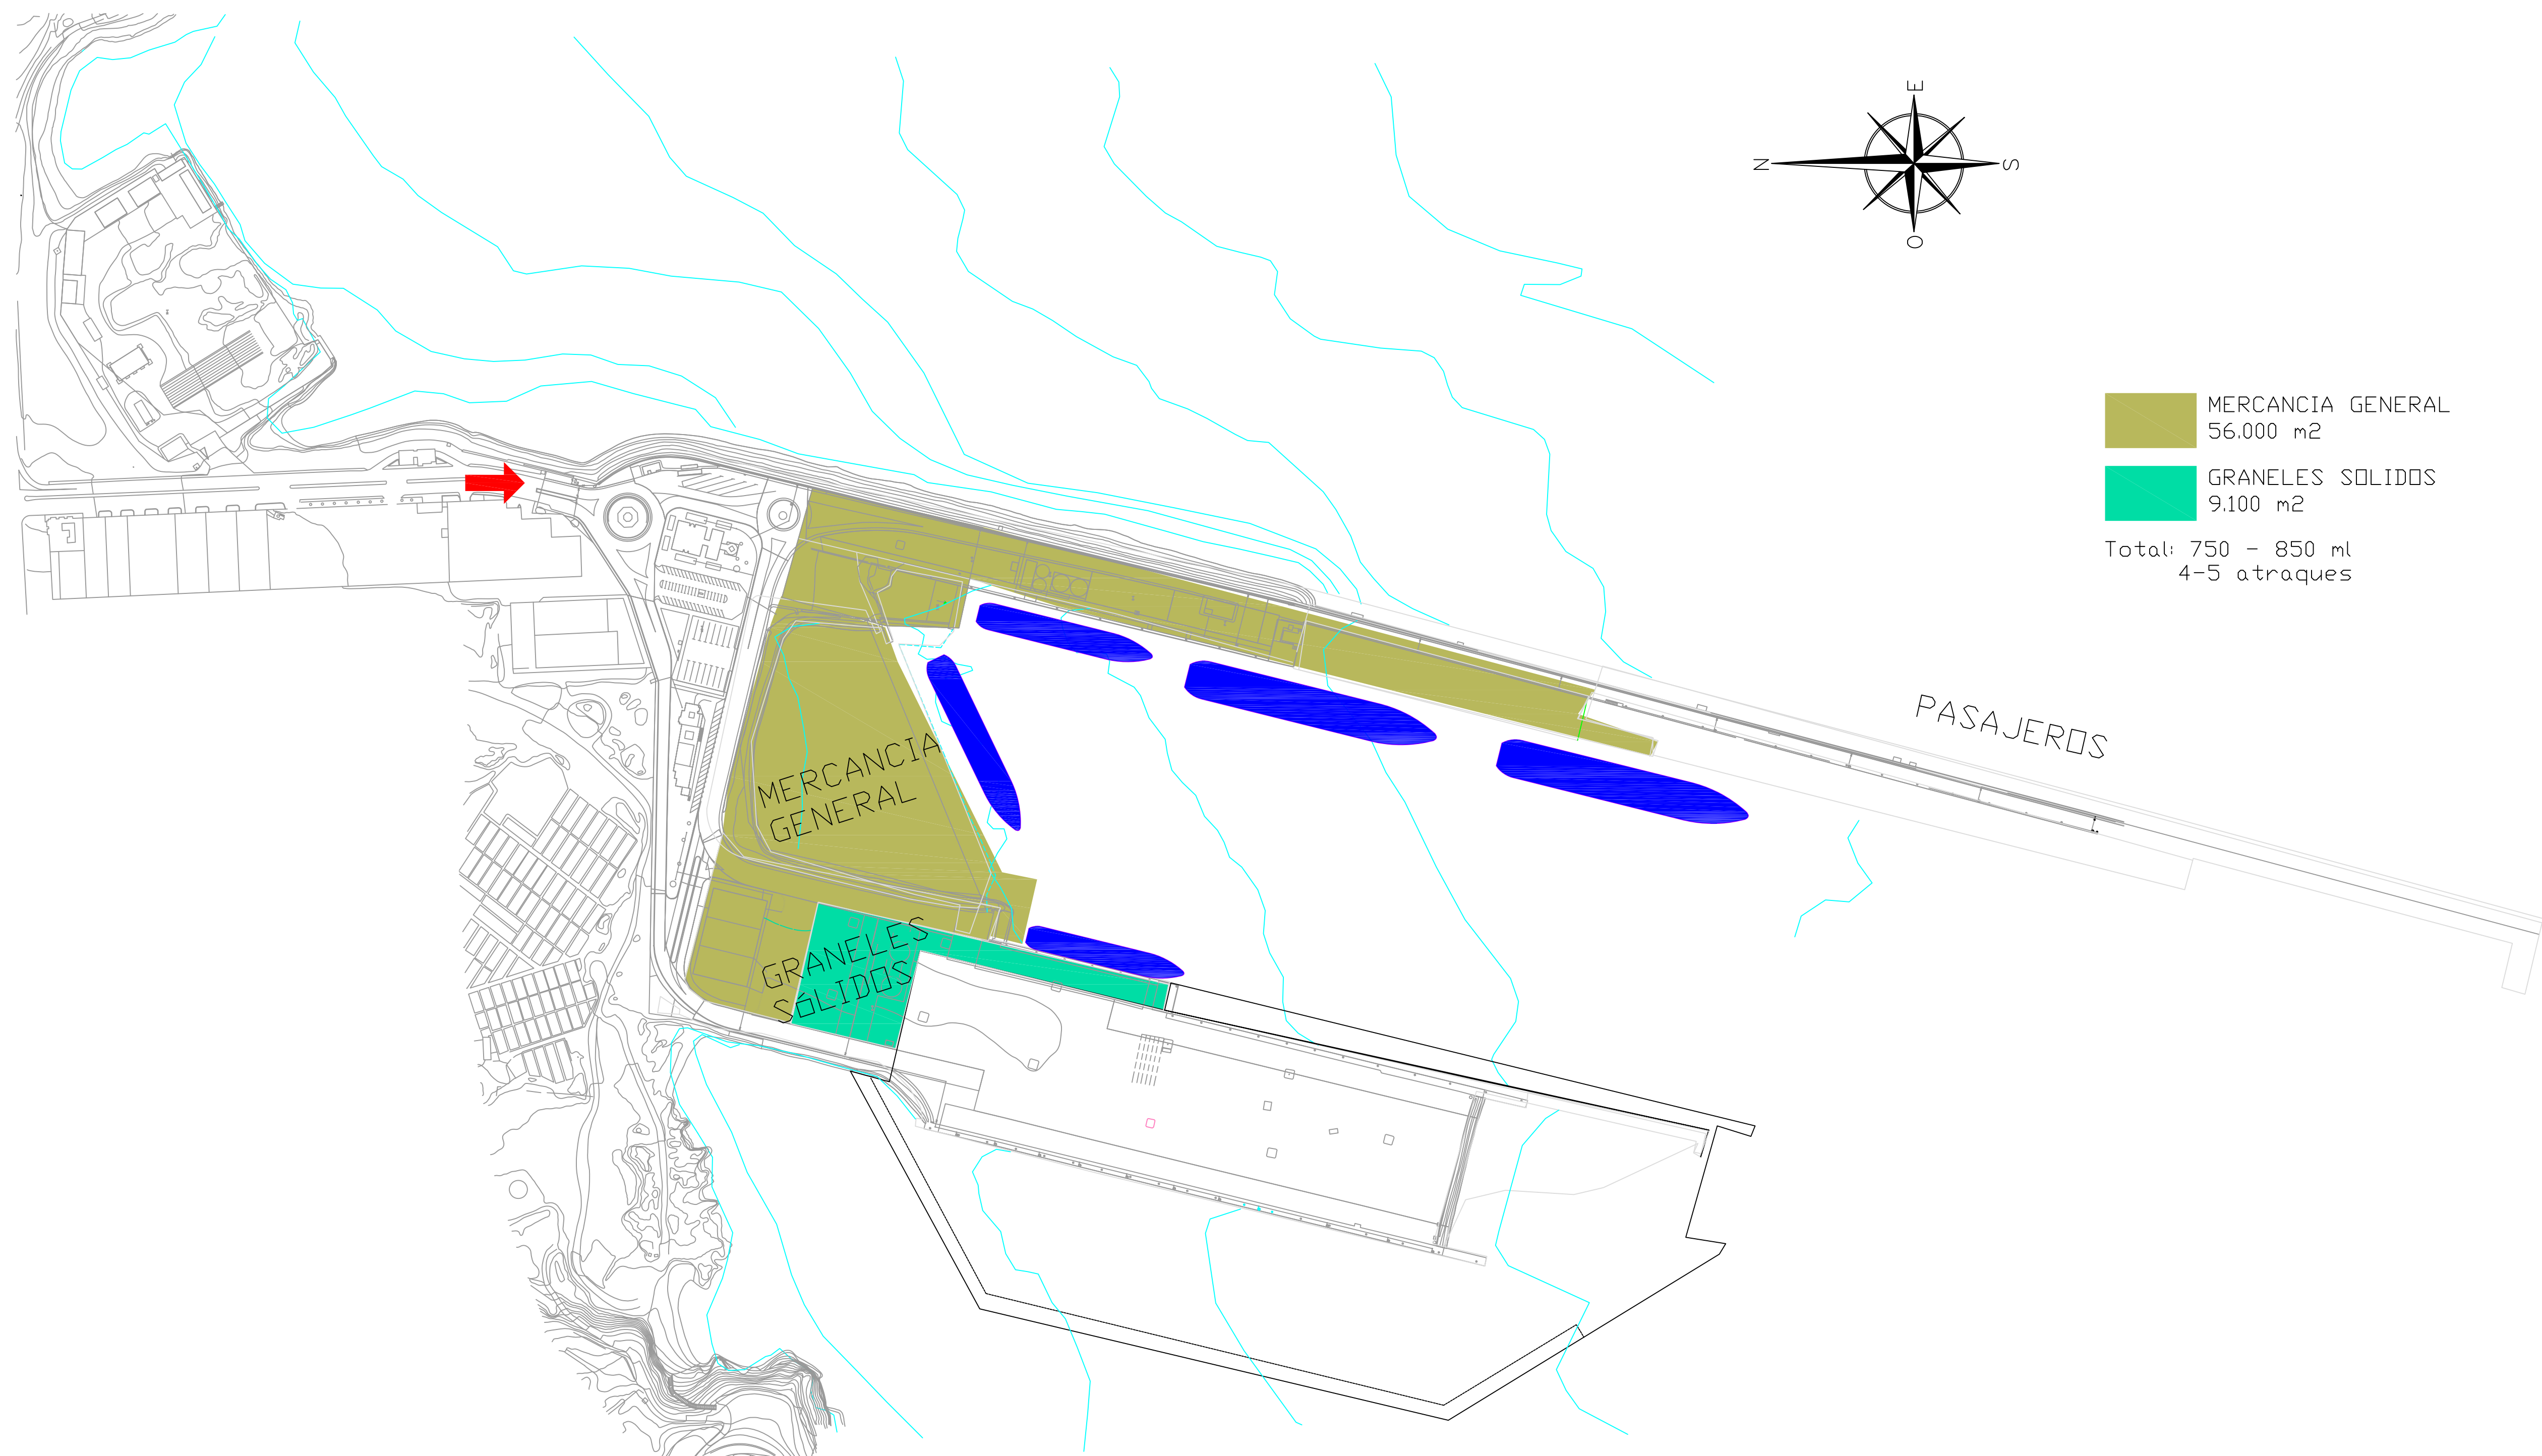 E
N
S
O
MERCANCIA GENERAL
56.000 m2
GRANELES SOLIDOS
9.100 m2
Total: 750 - 850 ml
4-5 atraques
PASAJEROS
MERCANCIA
GENERAL
GRANELES
SÓLIDOS